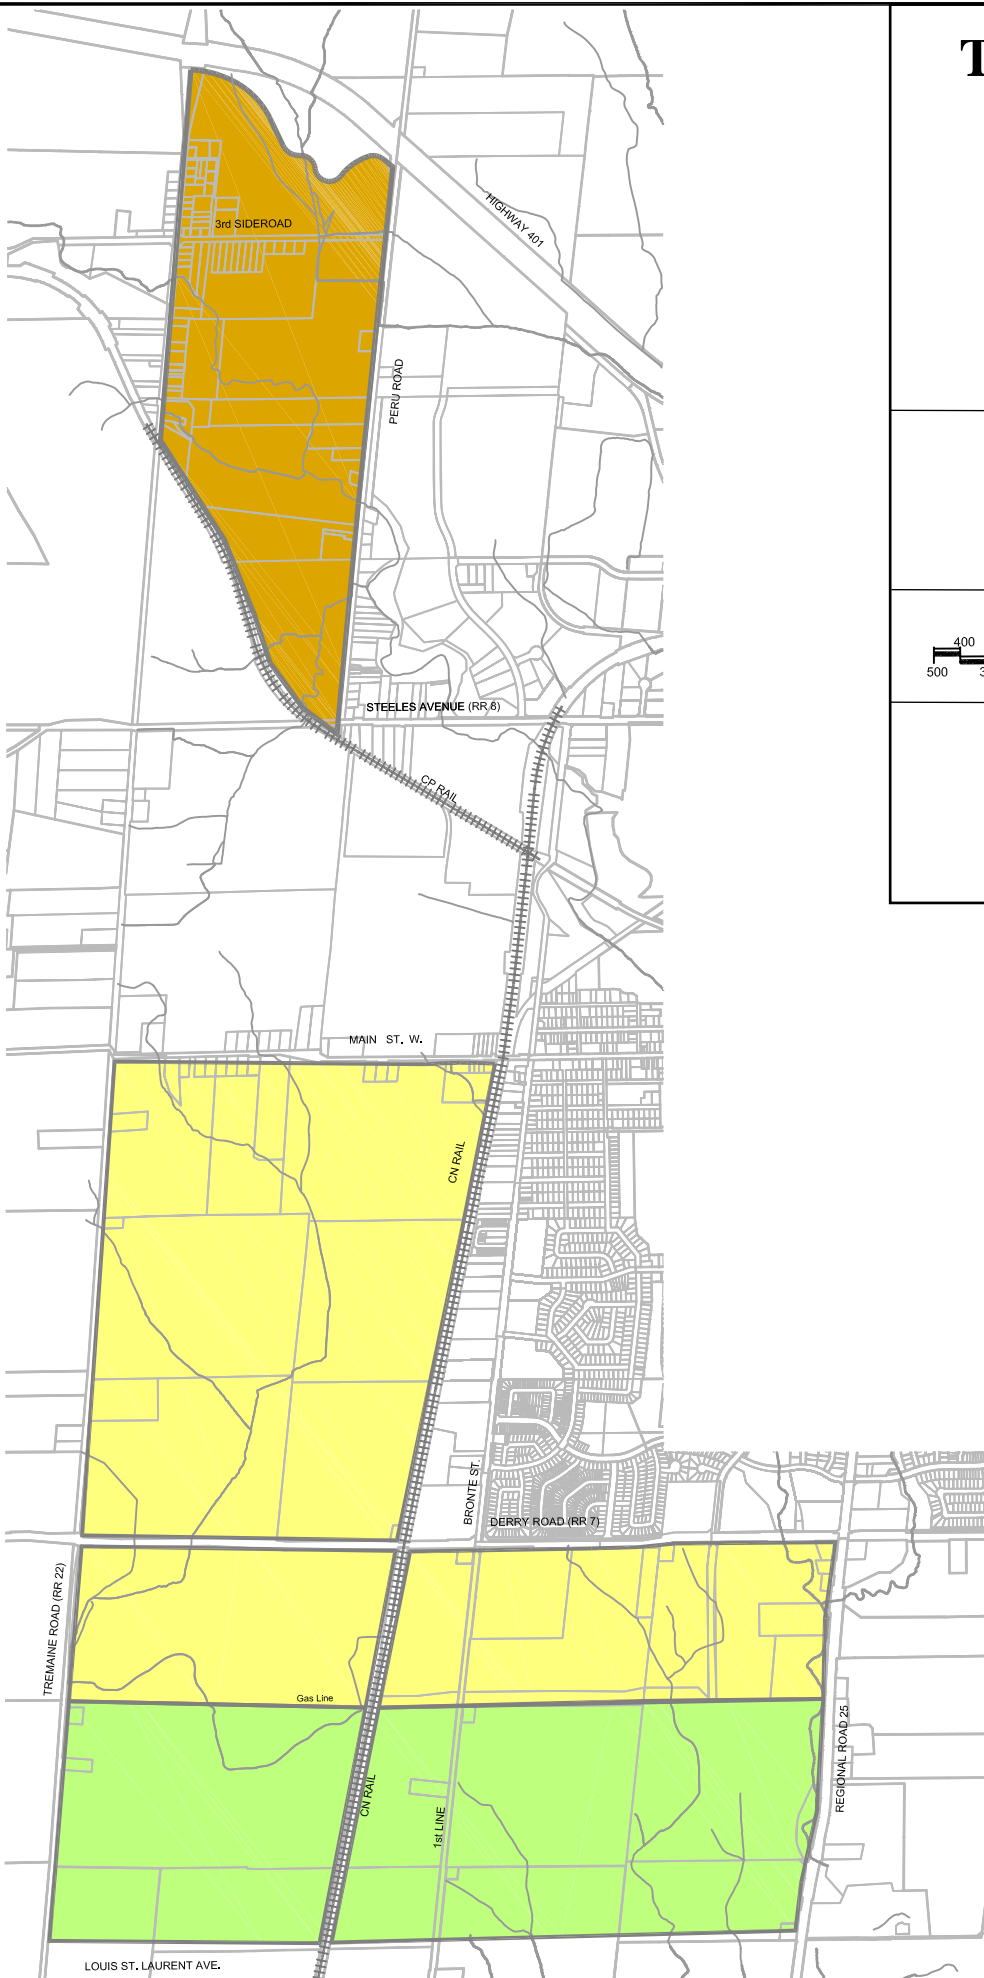 T
3rd SIDEROAD
HIGHWAY 401
PERU ROAD
400
500
3
STEELES AVENUE (RR 8)
CP RAIL
MAIN ST. W.
CN RAIL
BRONTE ST.
DERRY ROAD (RR 7)
TREMAINE ROAD (RR 22)
Gas Line
REGIONAL ROAD 25
CN RAIL
1st LINE
LOUIS ST. LAURENT AVE.